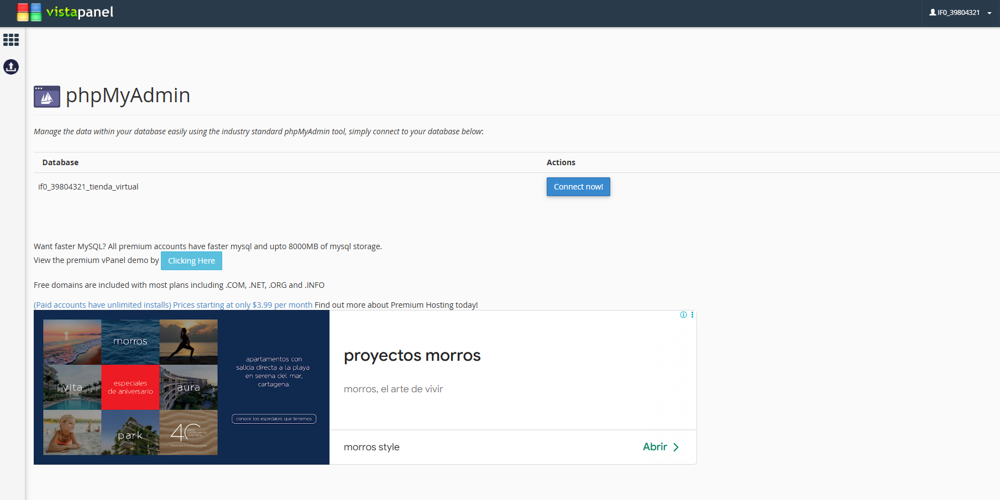 vistapanel
IF0_39804321
phpMyAdmin
Manage the data within your database easily using the industry standard phpMyAdmin tool, simply connect to your database below:
Database Actions
if0_39804321_tienda_virtual Connect now!
Want faster MySQL? All premium accounts have faster mysql and upto 8000MB of mysql storage.
View the premium vPanel demo by Clicking Here
Free domains are included with most plans including .COM, .NET, .ORG and .INFO
(Paid accounts have unlimited installs) Prices starting at only $3.99 per month Find out more about Premium Hosting today!
morros
vita
especiales
de aniversario
aura
park
40
años
construyendo
apartamentos con
salida directa a la playa
en serena del mar,
cartagena.
conoce los especiales que tenemos
proyectos morros
morros, el arte de vivir
morros style
Abrir